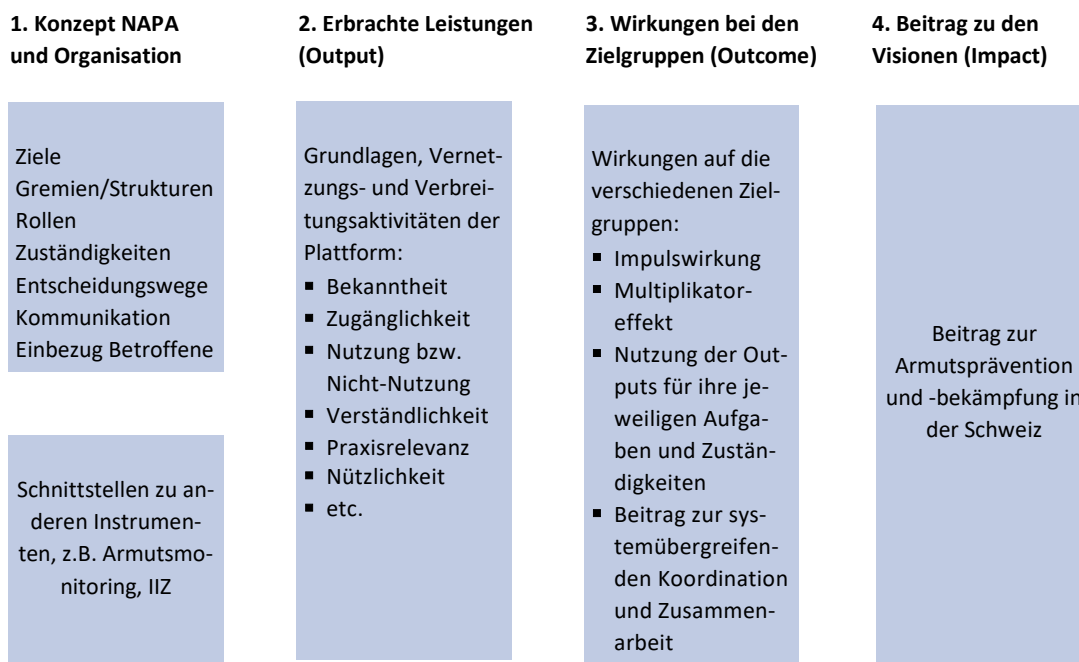 1. Konzept NAPA
und Organisation
Ziele
Gremien/Strukturen
Rollen
Zuständigkeiten
Entscheidungswege
Kommunikation
Einbezug Betroffene
Schnittstellen zu an-
deren Instrumen-
ten, z.B. Armutsmo-
nitoring, IIZ
2. Erbrachte Leistungen
(Output)
Grundlagen, Vernet-
zungs- und Verbrei-
tungsaktivitäten der
Plattform:
▪ Bekanntheit
▪ Zugänglichkeit
▪ Nutzung bzw.
Nicht-Nutzung
▪ Verständlichkeit
▪ Praxisrelevanz
▪ Nützlichkeit
▪ etc.
3. Wirkungen bei den
Zielgruppen (Outcome)
Wirkungen auf die
verschiedenen Ziel-
gruppen:
▪ Impulswirkung
▪ Multiplikator-
effekt
▪ Nutzung der Out-
puts für ihre je-
weiligen Aufga-
ben und Zustän-
digkeiten
▪ Beitrag zur sys-
temübergreifen-
den Koordination
und Zusammen-
arbeit
4. Beitrag zu den
Visionen (Impact)
Beitrag zur
Armutsprävention
und -bekämpfung in
der Schweiz